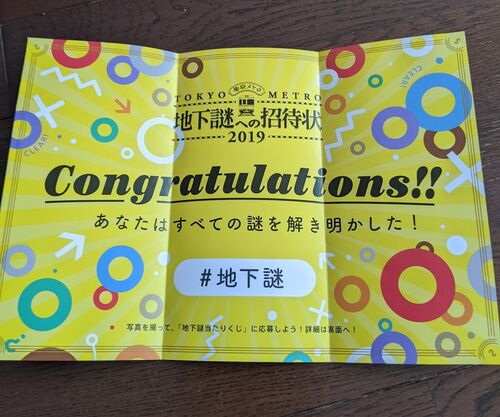 東京メトロ
TOKYO METRO
地下謎への招待状
2019
CLEAR!
CLEAR!
Congratulations!!
あなたはすべての謎を解き明かした！
#地下謎
写真を撮って、「地下謎当たりくじ」に応募しよう！詳細は裏面へ！